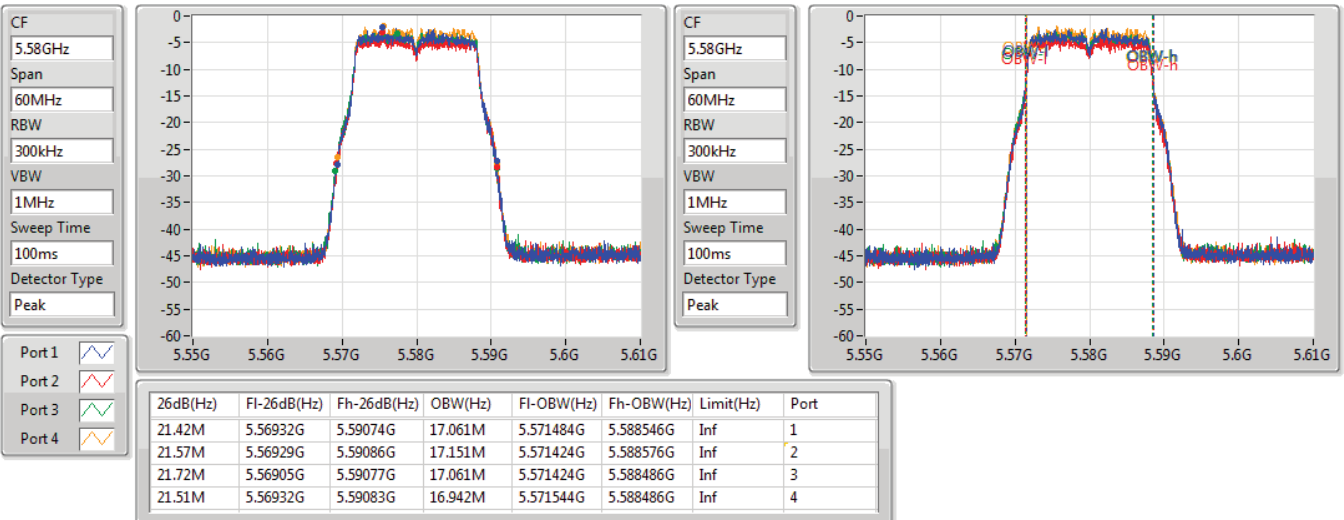 CF
5.58GHz
Span
60MHz
RBW
300kHz
VBW
1MHz
Sweep Time
100ms
Detector Type
Peak
0
-5
-10
-15
-20
-25
-30
-35
-40
-45
-50
-55
-60
5.55G 5.56G 5.57G 5.58G 5.59G 5.6G 5.61G
CF
5.58GHz
Span
60MHz
RBW
300kHz
VBW
1MHz
Sweep Time
100ms
Detector Type
Peak
0
-5
-10
-15
-20
-25
-30
-35
-40
-45
-50
-55
-60
OBW-l OBW-h
OBW-l OBW-h
5.55G 5.56G 5.57G 5.58G 5.59G 5.6G 5.61G
Port 1
Port 2
Port 3
Port 4
26dB(Hz) Fl-26dB(Hz) Fh-26dB(Hz) OBW(Hz) Fl-OBW(Hz) Fh-OBW(Hz) Limit(Hz) Port
21.42M 5.56932G 5.59074G 17.061M 5.571484G 5.588546G Inf 1
21.57M 5.56929G 5.59086G 17.151M 5.571424G 5.588576G Inf 2
21.72M 5.56905G 5.59077G 17.061M 5.571424G 5.588486G Inf 3
21.51M 5.56932G 5.59083G 16.942M 5.571544G 5.588486G Inf 4